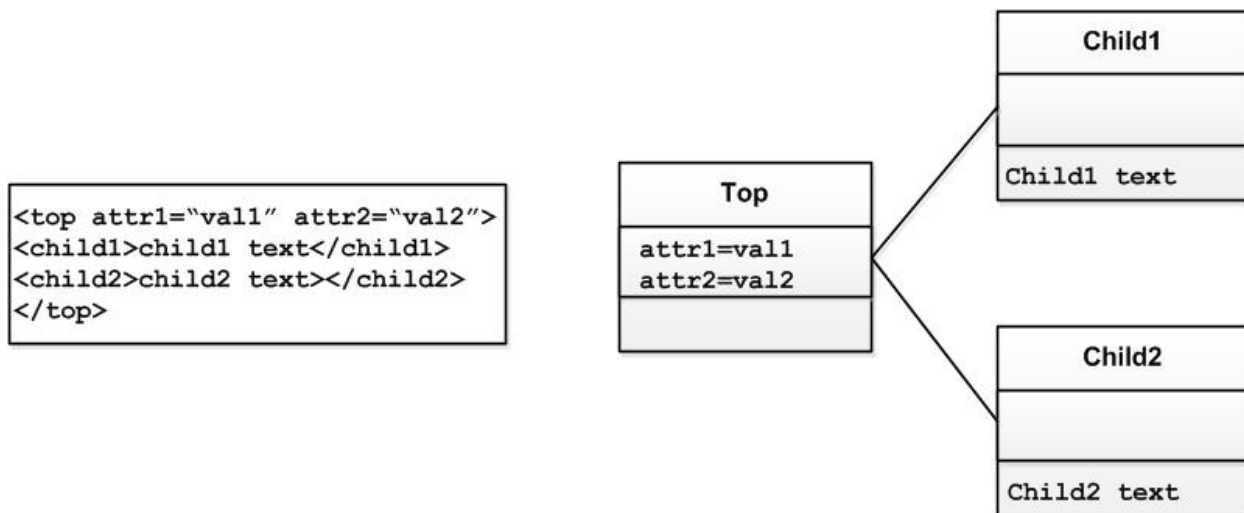 <top attr1=“val1” attr2=“val2”>
<child1>child1 text</child1>
<child2>child2 text></child2>
</top>
Top
attr1=val1
attr2=val2
Child1
Child1 text
Child2
Child2 text